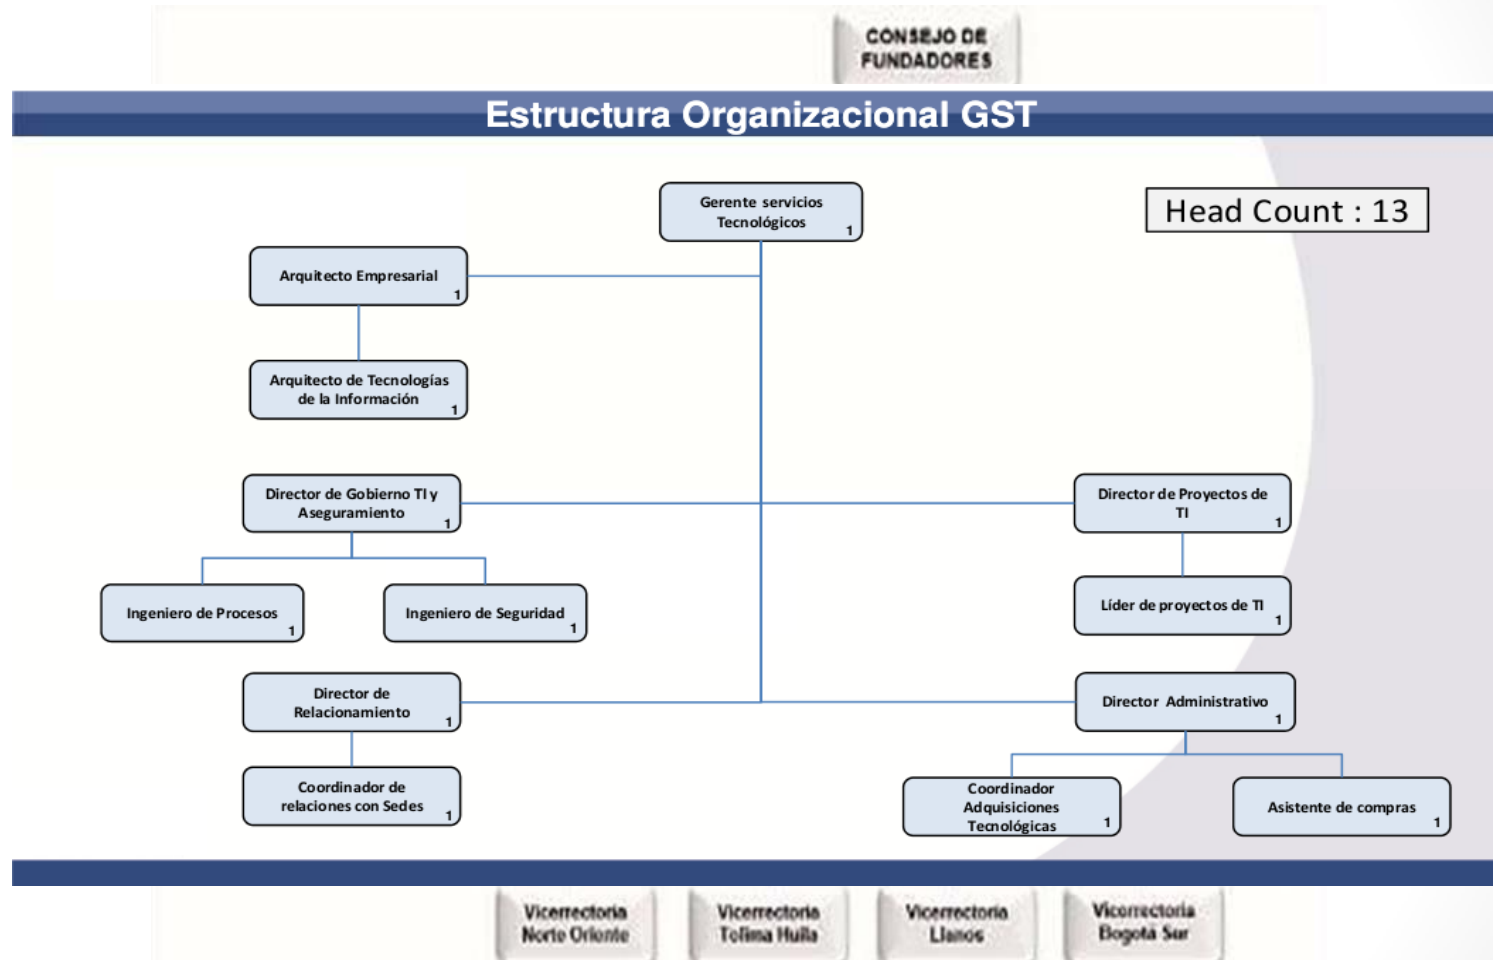 CONSEJO DE
FUNDADORES
Estructura Organizacional GST
Gerente servicios
Tecnológicos
1
Head Count : 13
Arquitecto Empresarial
1
Arquitecto de Tecnologías
de la Información
1
Director de Gobierno TI y
Aseguramiento
1
Director de Proyectos de
TI
1
Ingeniero de Procesos
1
Ingeniero de Seguridad
1
Líder de proyectos de TI
1
Director de
Relacionamiento
1
Director Administrativo
1
Coordinador de
relaciones con Sedes
1
Coordinador
Adquisiciones
Tecnológicas
1
Asistente de compras
1
Vicerrectoria
Norte Oriente
Vicerrectoria
Tolima Huila
Vicerrectoria
Llanos
Vicerrectoria
Bogotá Sur